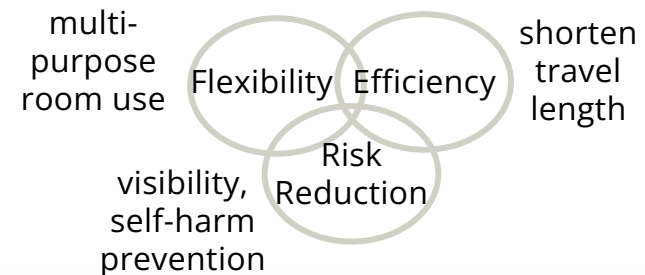 multi-
purpose
room use
Flexibility
Efficiency
shorten
travel
length
Risk
Reduction
visibility,
self-harm
prevention